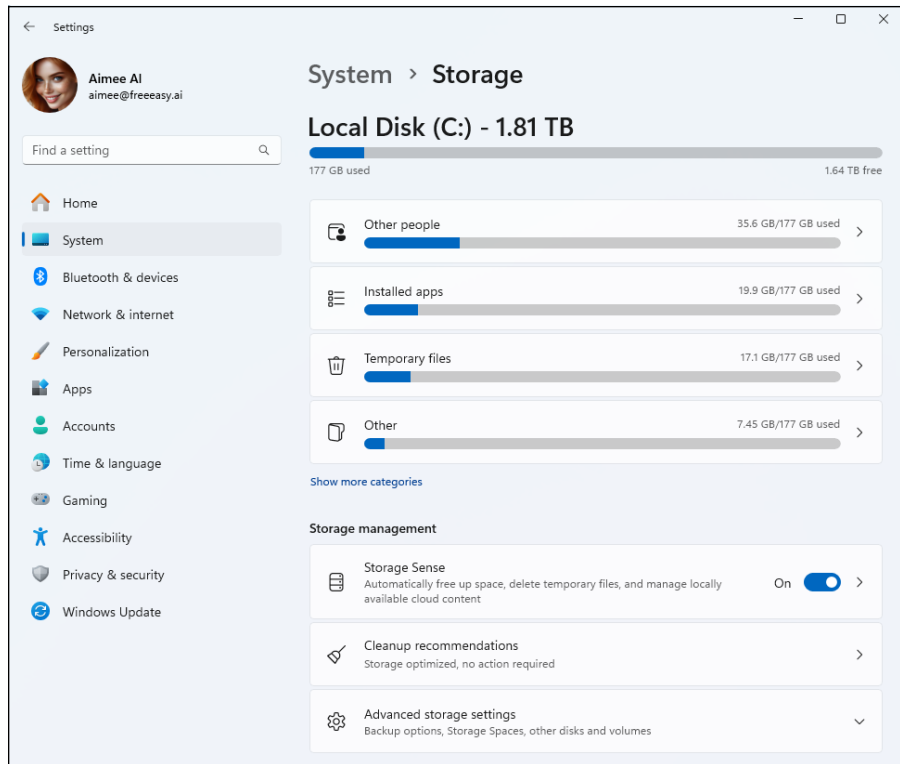 Settings
Aimee AI
aimee@freeeasy.ai
Find a setting
Home
System
Bluetooth & devices
Network & internet
Personalization
Apps
Accounts
Time & language
Gaming
Accessibility
Privacy & security
Windows Update
System > Storage
Local Disk (C:) - 1.81 TB
177 GB used
1.64 TB free
Other people
35.6 GB/177 GB used
Installed apps
19.9 GB/177 GB used
Temporary files
17.1 GB/177 GB used
Other
7.45 GB/177 GB used
Show more categories
Storage management
Storage Sense
Automatically free up space, delete temporary files, and manage locally
available cloud content
On
Cleanup recommendations
Storage optimized, no action required
Advanced storage settings
Backup options, Storage Spaces, other disks and volumes